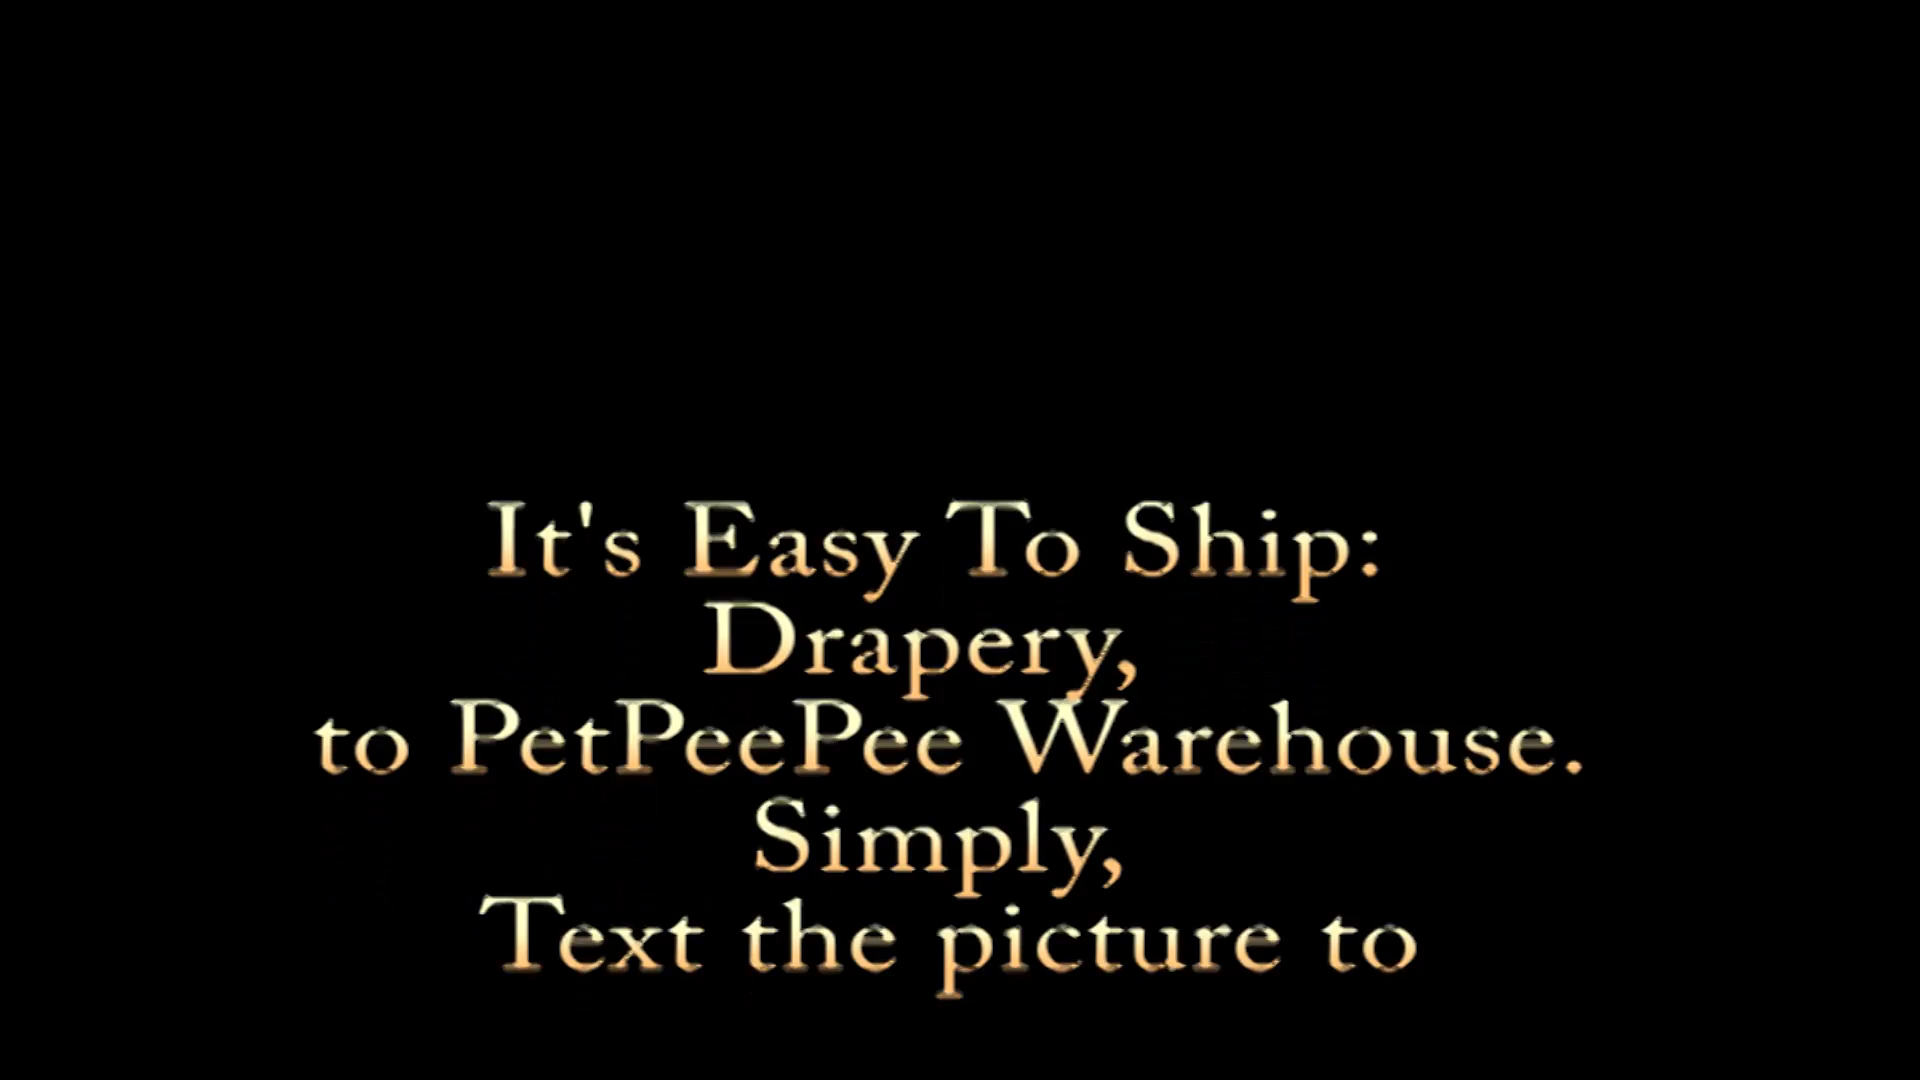 It's Easy To Ship:
Drapery,
to PetPeePee Warehouse.
Simply,
Text the picture to